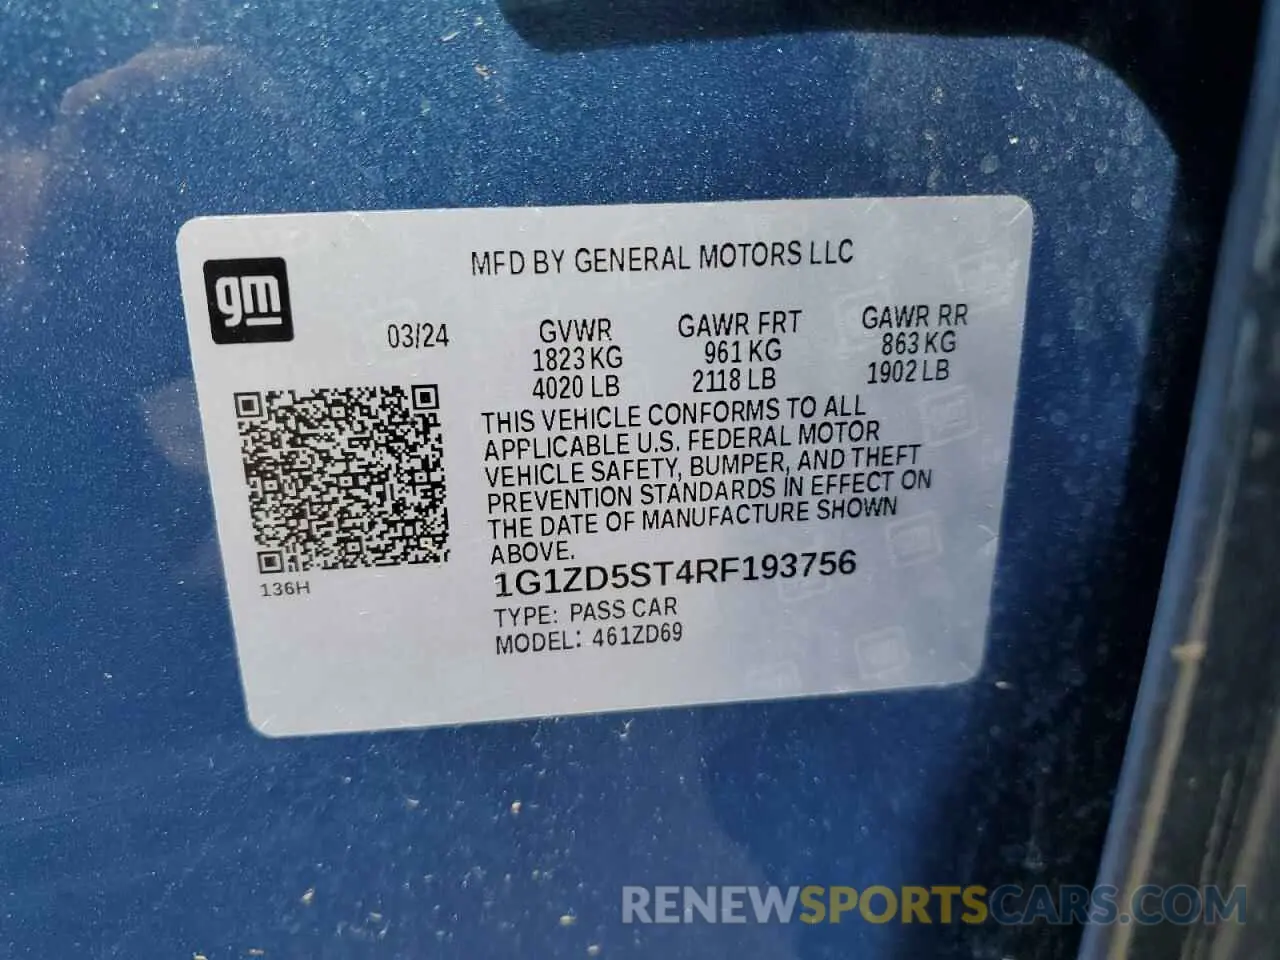 gm
MFD BY GENERAL MOTORS LLC
03/24
GVWR
1823 KG
4020 LB
GAWR FRT
961 KG
2118 LB
GAWR RR
863 KG
1902 LB
THIS VEHICLE CONFORMS TO ALL
APPLICABLE U.S. FEDERAL MOTOR
VEHICLE SAFETY, BUMPER, AND THEFT
PREVENTION STANDARDS IN EFFECT ON
THE DATE OF MANUFACTURE SHOWN
ABOVE.
136H
1G1ZD5ST4RF193756
TYPE: PASS CAR
MODEL: 461ZD69
RENEWSPORTSCARS.COM